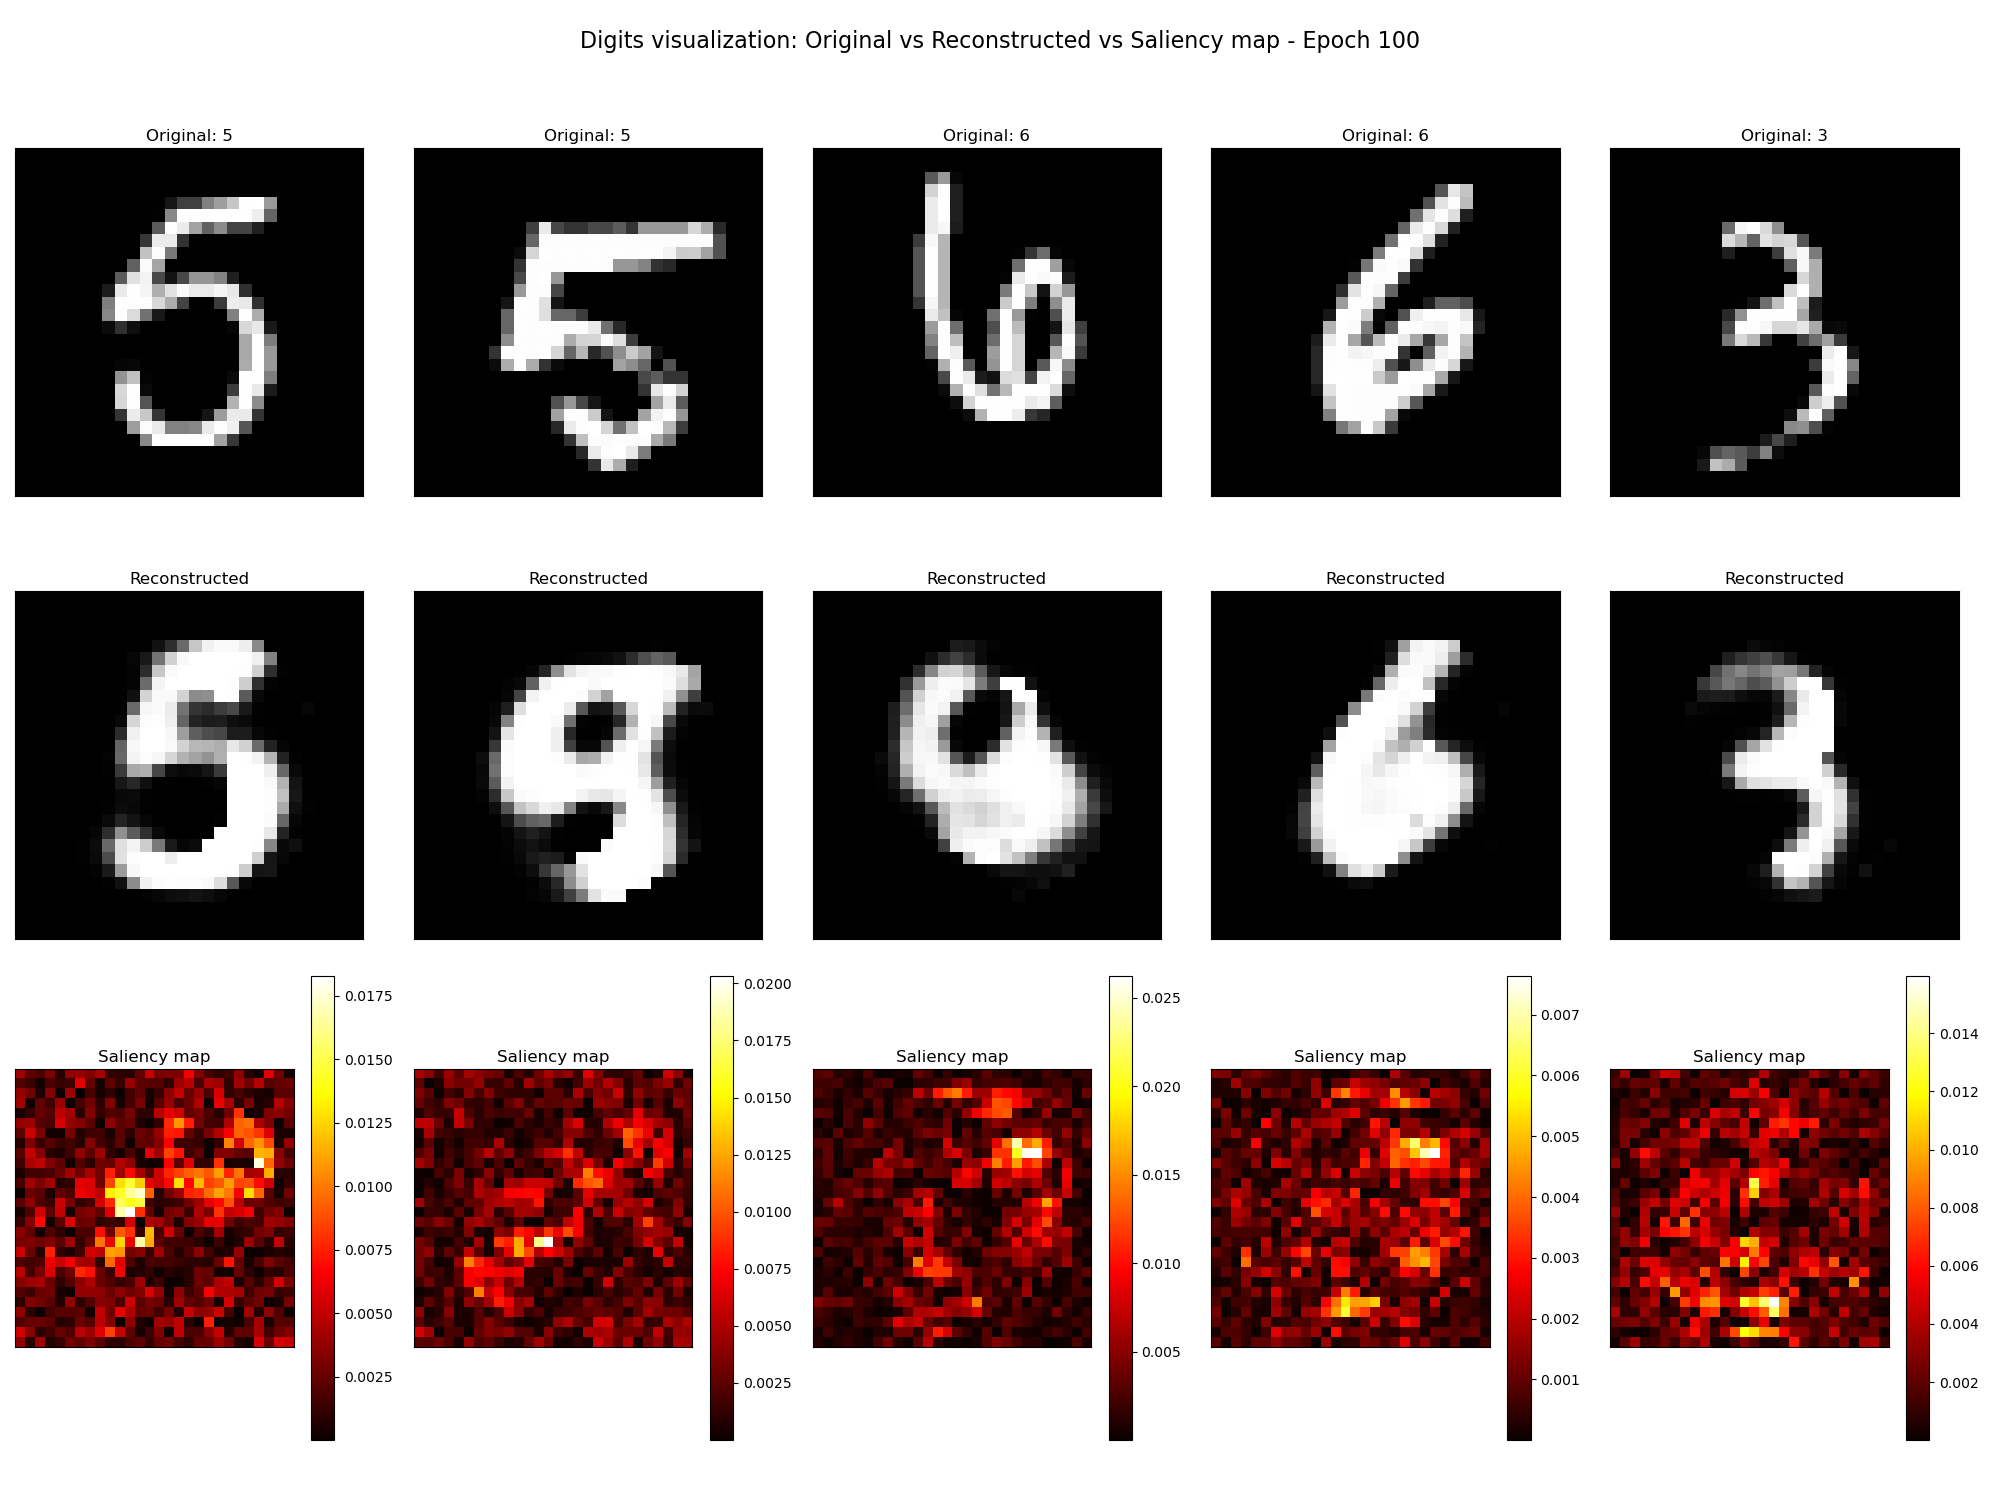 Digits visualization: Original vs Reconstructed vs Saliency map - Epoch 100
Original: 5
Original: 5
Original: 6
Original: 6
Original: 3
5
5
6
6
3
Reconstructed
Reconstructed
Reconstructed
Reconstructed
Reconstructed
Saliency map
0.0175
0.0150
0.0125
0.0100
0.0075
0.0050
0.0025
Saliency map
0.0200
0.0175
0.0150
0.0125
0.0100
0.0075
0.0050
0.0025
Saliency map
0.025
0.020
0.015
0.010
0.005
Saliency map
0.007
0.006
0.005
0.004
0.003
0.002
0.001
Saliency map
0.014
0.012
0.010
0.008
0.006
0.004
0.002